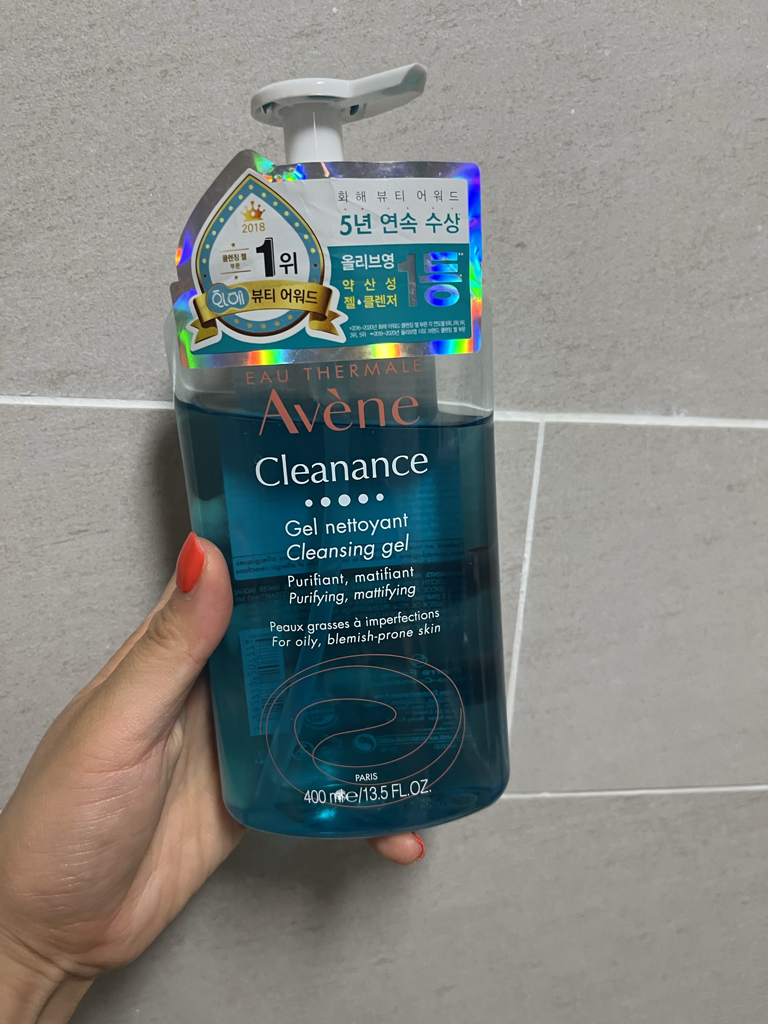 화해 뷰티 어워드
5년 연속 수상
2018
클렌징 젤
부문
1위
화해 뷰티 어워드
올리브영
약산성
젤·클렌저
1등
EAU THERMALE
Avène
Cleanance
Gel nettoyant
Cleansing gel
Purifiant, matifiant
Purifying, mattifying
Peaux grasses à imperfections
For oily, blemish-prone skin
PARIS
400 ml e/13.5 FL.OZ.